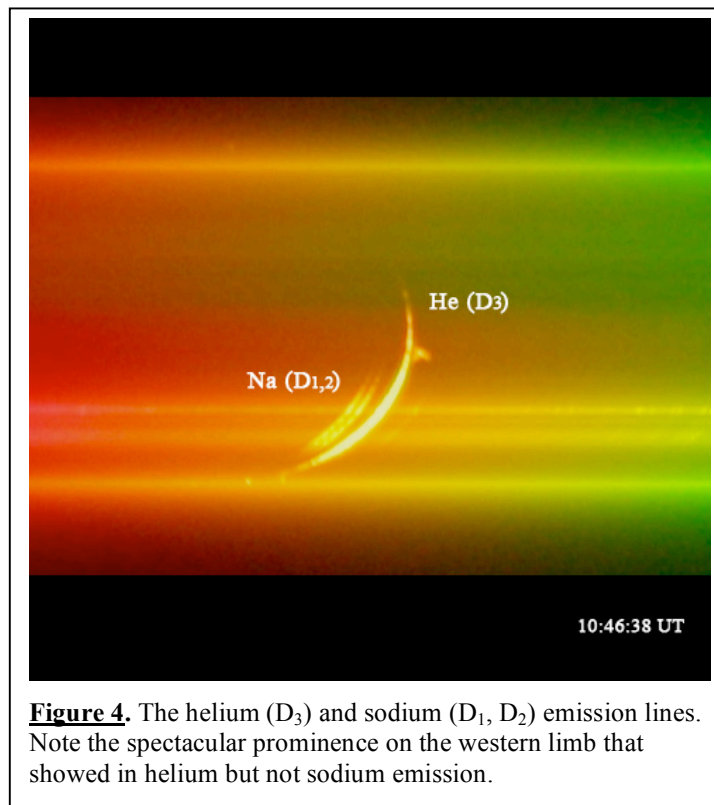 He (D3)
Na (D1,2)
10:46:38 UT
Figure 4. The helium (D₃) and sodium (D₁, D₂) emission lines.
Note the spectacular prominence on the western limb that
showed in helium but not sodium emission.